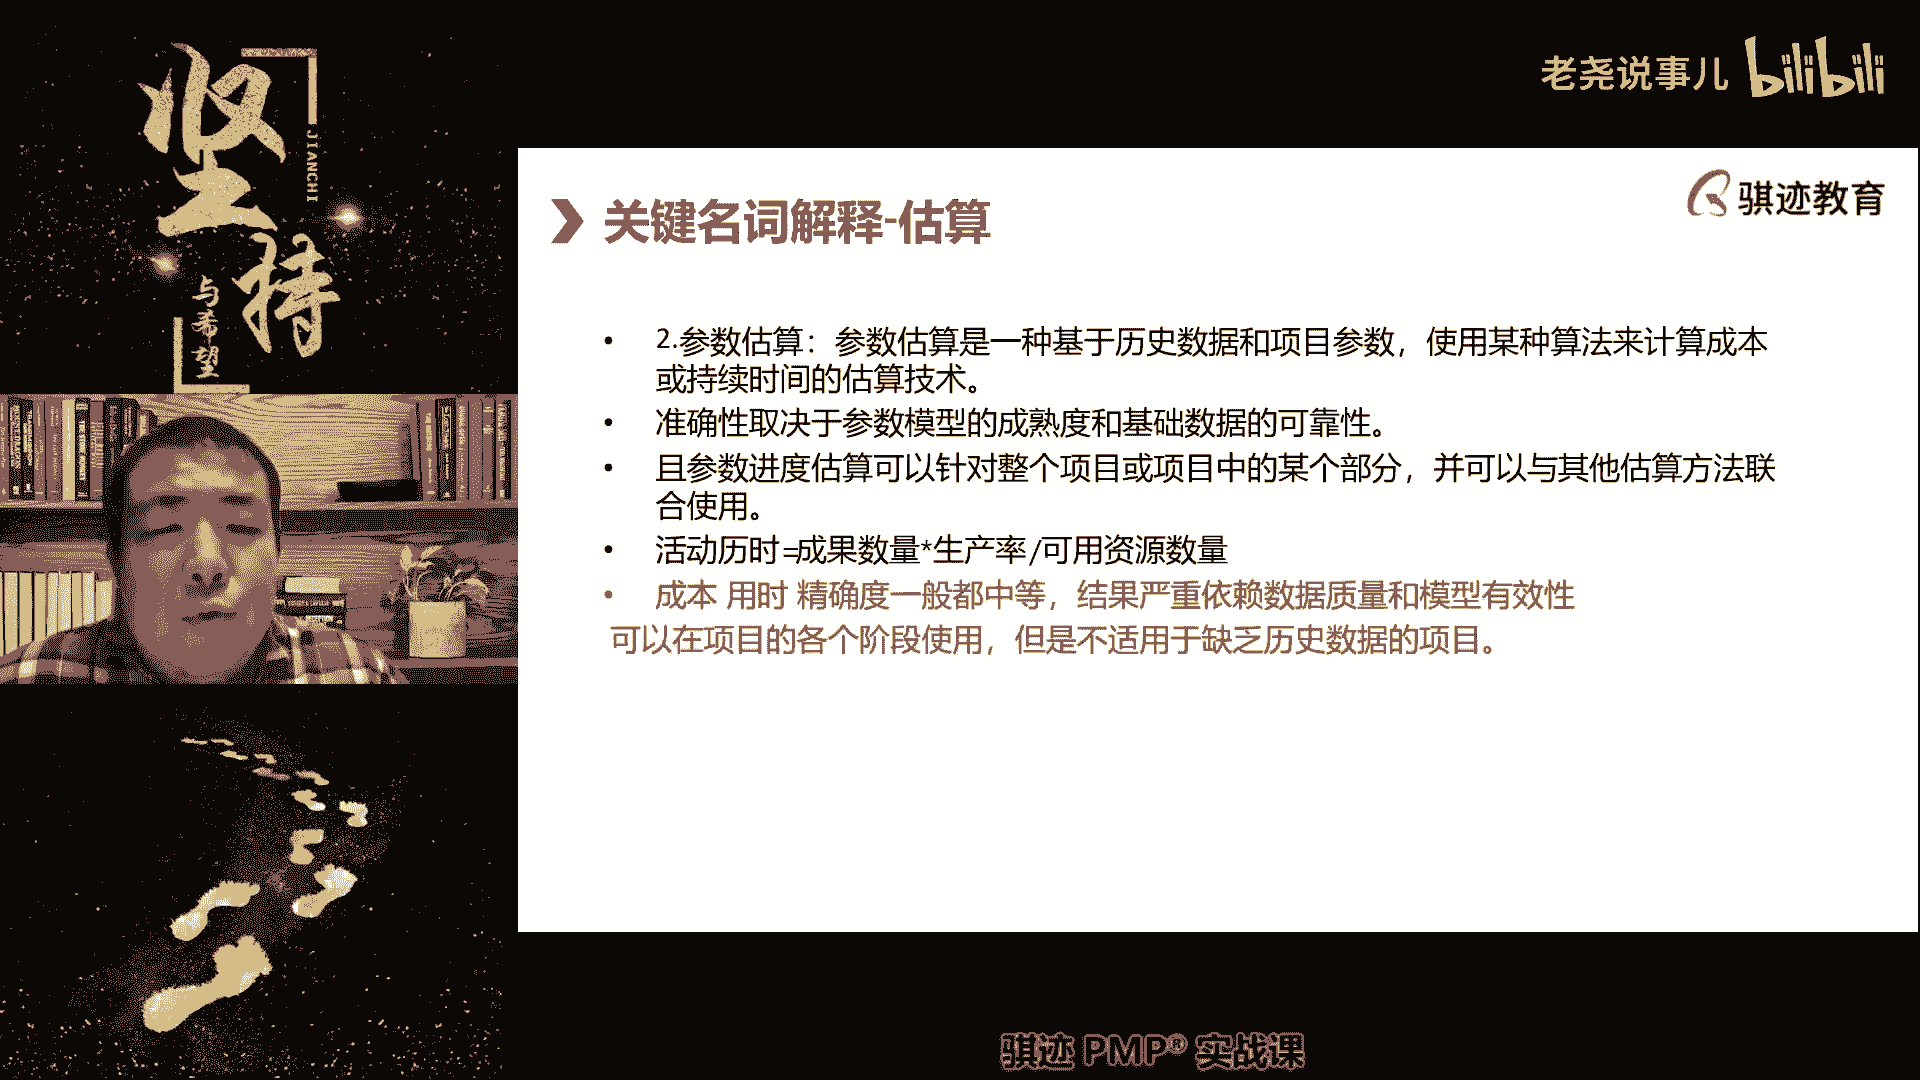 坚持
JIANCHI
与希望
老尧说事儿 bilibili
骐迹教育
关键名词解释-估算
• 2.参数估算：参数估算是一种基于历史数据和项目参数，使用某种算法来计算成本
或持续时间的估算技术。
• 准确性取决于参数模型的成熟度和基础数据的可靠性。
• 且参数进度估算可以针对整个项目或项目中的某个部分，并可以与其他估算方法联
合使用。
• 活动历时=成果数量*生产率/可用资源数量
• 成本 用时 精确度一般都中等，结果严重依赖数据质量和模型有效性
可以在项目的各个阶段使用，但是不适用于缺乏历史数据的项目。
骐迹 PMP® 实战课